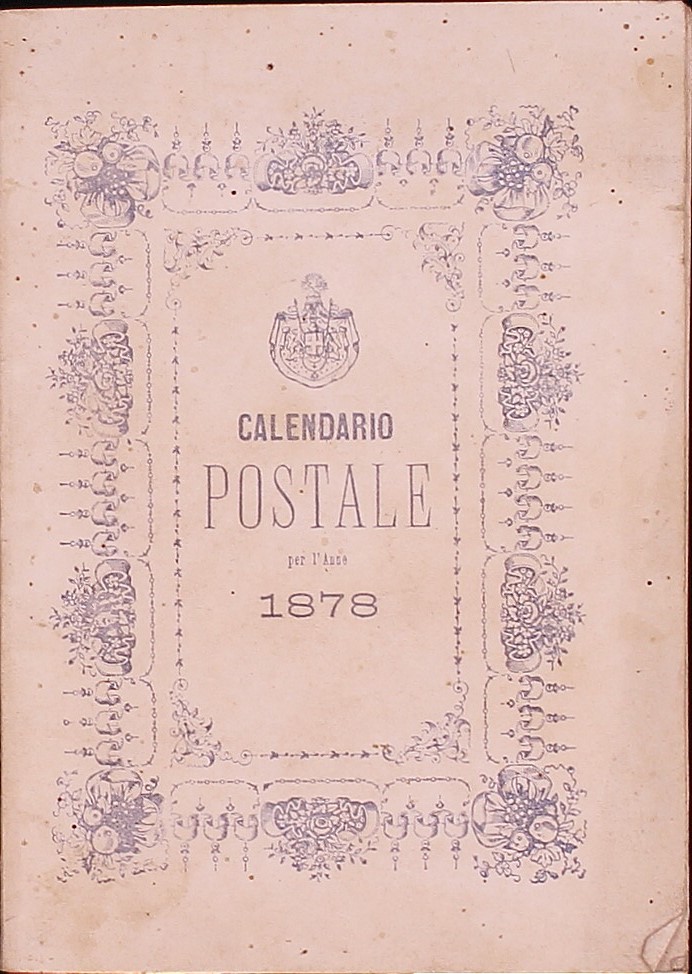 CALENDARIO
POSTALE
per l'Anno
1878